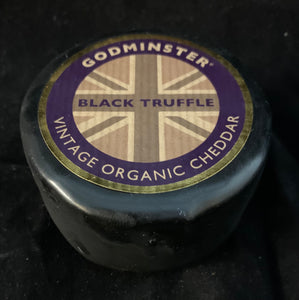 GODMINSTER®
BLACK TRUFFLE
VINTAGE ORGANIC CHEDDAR